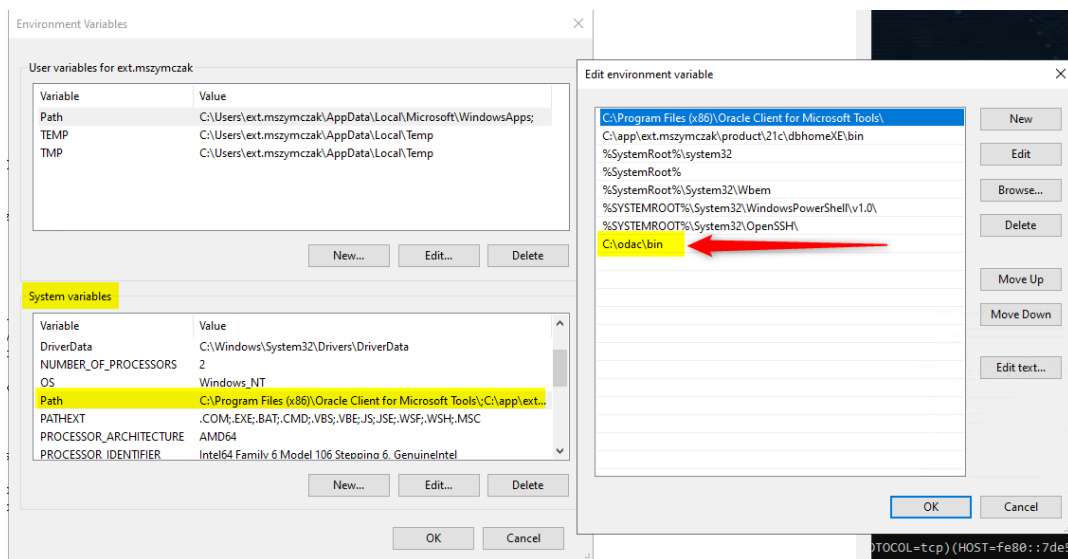 Environment Variables
User variables for ext.mszymczak
Variable Value
Path C:\Users\ext.mszymczak\AppData\Local\Microsoft\WindowsApps;
TEMP C:\Users\ext.mszymczak\AppData\Local\Temp
TMP C:\Users\ext.mszymczak\AppData\Local\Temp
New... Edit... Delete
System variables
Variable Value
DriverData C:\Windows\System32\Drivers\DriverData
NUMBER_OF_PROCESSORS 2
OS Windows_NT
Path C:\Program Files (x86)\Oracle Client for Microsoft Tools\;C:\app\ext...
PATHEXT .COM;.EXE;.BAT;.CMD;.VBS;.VBE;.JS;.JSE;.WSF;.WSH;.MSC
PROCESSOR_ARCHITECTURE AMD64
PROCESSOR_IDENTIFIER Intel64 Family 6 Model 106 Stepping 6, GenuineIntel
New... Edit... Delete
OK Cancel
Edit environment variable
C:\Program Files (x86)\Oracle Client for Microsoft Tools\
C:\app\ext.mszymczak\product\21c\dbhomeXE\bin
%SystemRoot%\system32
%SystemRoot%
%SystemRoot%\System32\Wbem
%SYSTEMROOT%\System32\WindowsPowerShell\v1.0\
%SYSTEMROOT%\System32\OpenSSH\
C:\odac\bin
New
Edit
Browse...
Delete
Move Up
Move Down
Edit text...
OK Cancel
OTOCOL=tcp)(HOST=fe80::7de5